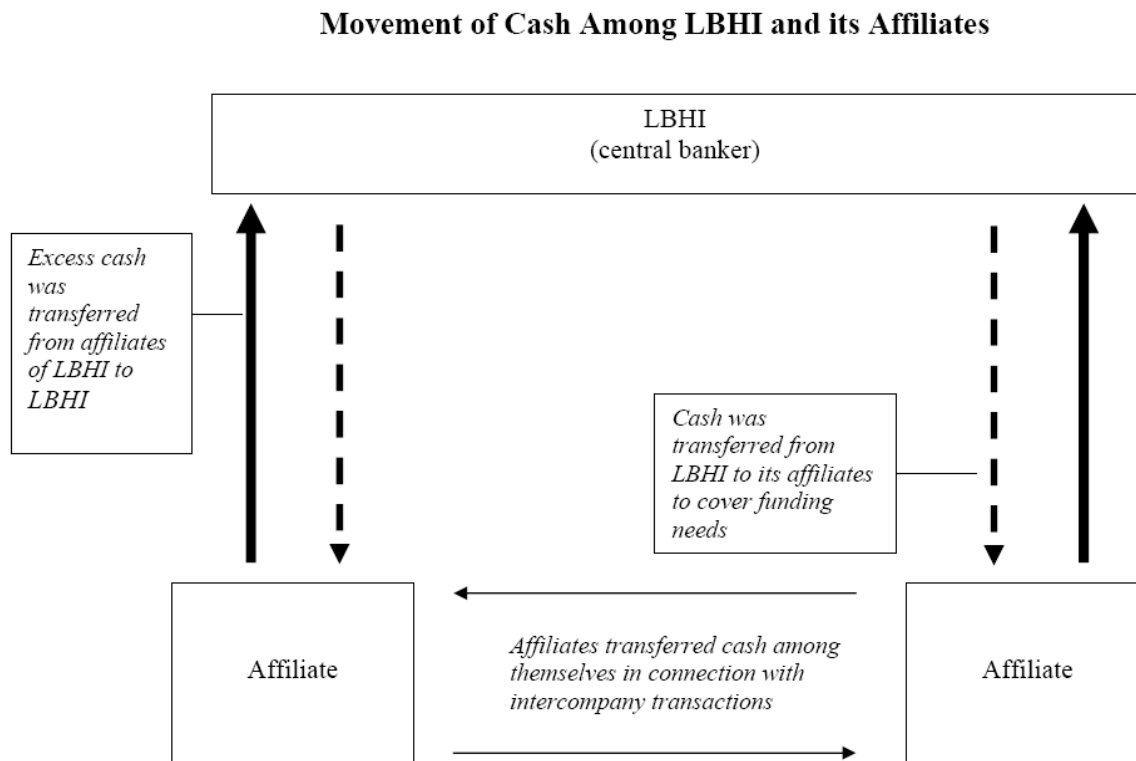 Movement of Cash Among LBHI and its Affiliates
LBHI
(central banker)
Excess cash
was
transferred
from affiliates
of LBHI to
LBHI
Cash was
transferred from
LBHI to its affiliates
to cover funding
needs
Affiliate
Affiliates transferred cash among
themselves in connection with
intercompany transactions
Affiliate